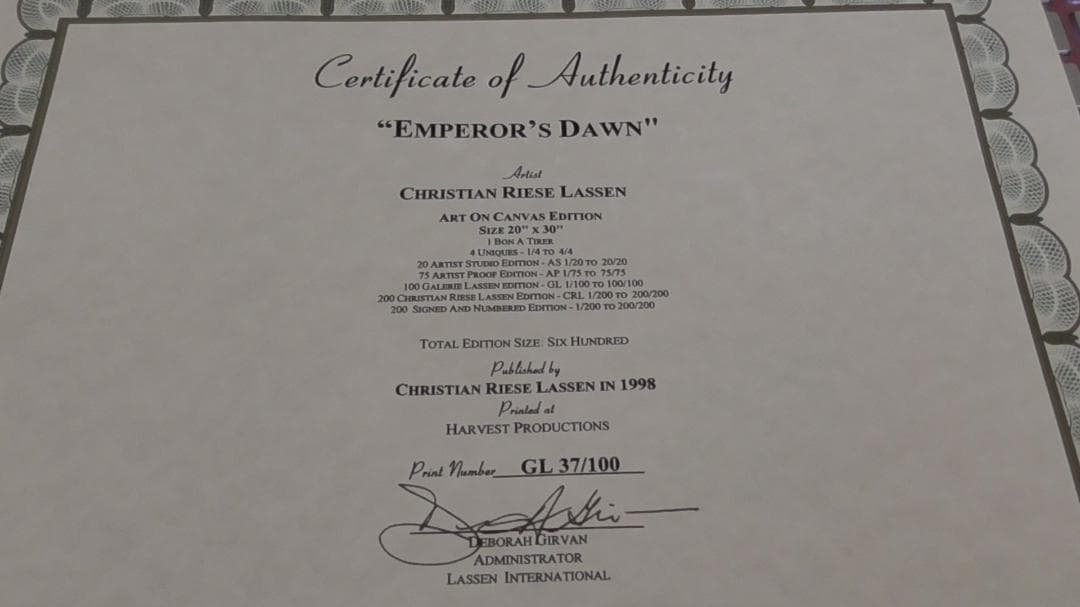 Certificate of Authenticity
“EMPEROR’S DAWN"
Artist
CHRISTIAN RIESE LASSEN
ART ON CANVAS EDITION
SIZE 20" X 30"
1 BON A TIRER
4 UNIQUES - 1/4 TO 4/4
20 ARTIST STUDIO EDITION - AS 1/20 TO 20/20
75 ARTIST PROOF EDITION - AP 1/75 TO 75/75
100 GALERIE LASSEN EDITION - GL 1/100 TO 100/100
200 CHRISTIAN RIESE LASSEN EDITION - CRL 1/200 TO 200/200
200 SIGNED AND NUMBERED EDITION - 1/200 TO 200/200
TOTAL EDITION SIZE: SIX HUNDRED
Published by
CHRISTIAN RIESE LASSEN IN 1998
Printed at
HARVEST PRODUCTIONS
Print Number GL 37/100
DEBORAH GIRVAN
ADMINISTRATOR
LASSEN INTERNATIONAL